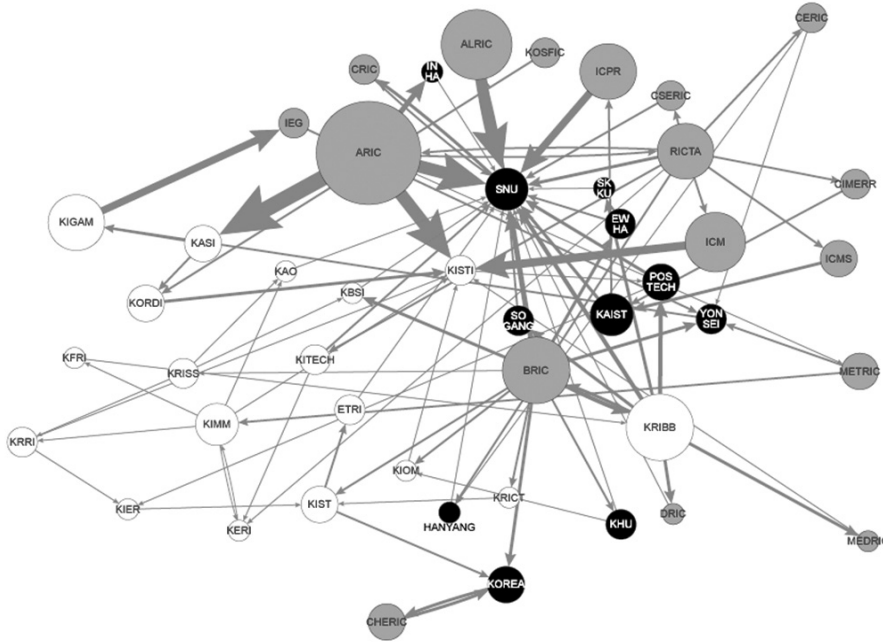 CERIC
ALRIC
KOSFIC
IN
HA
CRIC
ICPR
CSERIC
IEG
ARIC
RICTA
SNU
SK
KU
CIMERR
KIGAM
EW
HA
KASI
ICM
ICMS
KAO
KISTI
POS
TECH
KORDI
KBSI
SO
GANG
KAIST
YON
SEI
KFRI
KITECH
KRISS
BRIC
METRIC
ETRI
KIMM
KRIBB
KRRI
KIOM
KRICT
KIST
KIER
HANYANG
DRIC
KERI
KHU
MEDRIC
KOREA
CHERIC